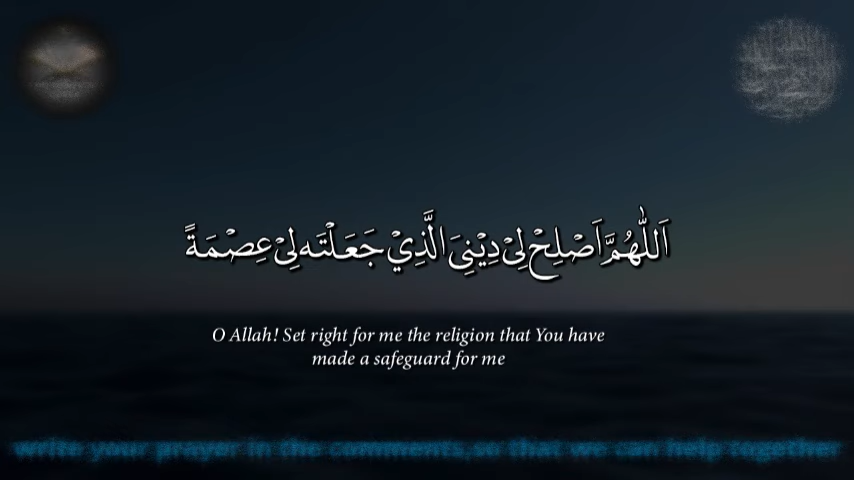 اَللّٰهُمَّ اَصْلِحْ لِىْ دِيْنِىَ الَّذِيْ جَعَلْتَه لِىْ عِصْمَةً
O Allah! Set right for me the religion that You have
made a safeguard for me
write your prayer in the comments,so that we can help together